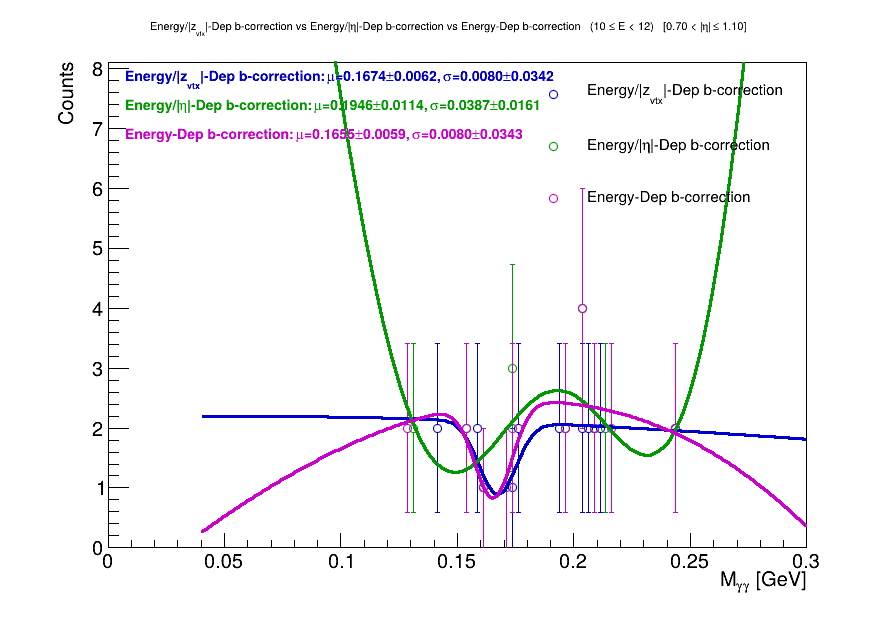 Energy/|z_vtx|-Dep b-correction vs Energy/|η|-Dep b-correction vs Energy-Dep b-correction (10 ≤ E < 12) [0.70 < |η| ≤ 1.10]
Counts
Energy/|z_vtx|-Dep b-correction: μ=0.1674±0.0062, σ=0.0080±0.0342
Energy/|η|-Dep b-correction: μ=0.1946±0.0114, σ=0.0387±0.0161
Energy-Dep b-correction: μ=0.1655±0.0059, σ=0.0080±0.0343
Energy/|z_vtx|-Dep b-correction
Energy/|η|-Dep b-correction
Energy-Dep b-correction
8
7
6
5
4
3
2
1
0
0 0.05 0.1 0.15 0.2 0.25 0.3
M_γγ [GeV]